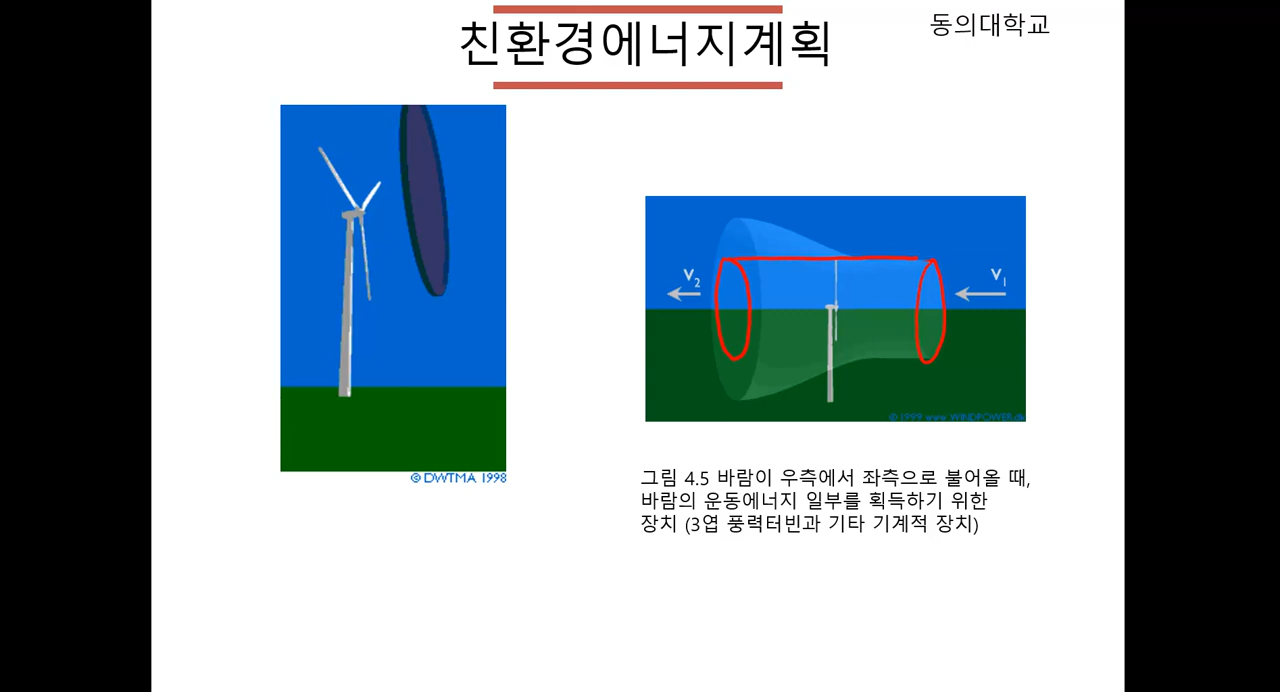 친환경에너지계획
동의대학교
© DWTMA 1998
V2
V1
© 1999 www.WINDPOWER.dk
그림 4.5 바람이 우측에서 좌측으로 불어올 때,
바람의 운동에너지 일부를 획득하기 위한
장치 (3엽 풍력터빈과 기타 기계적 장치)